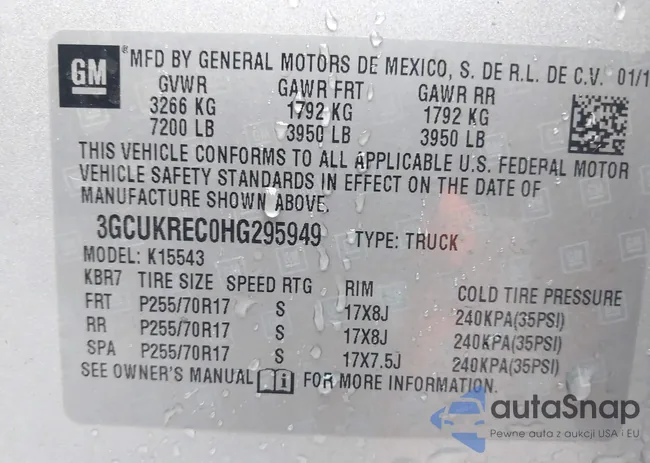 GM ® MFD BY GENERAL MOTORS DE MEXICO, S. DE R.L. DE C.V. 01/1
GVWR GAWR FRT GAWR RR
3266 KG 1792 KG 1792 KG
7200 LB 3950 LB 3950 LB
THIS VEHICLE CONFORMS TO ALL APPLICABLE U.S. FEDERAL MOTOR
VEHICLE SAFETY STANDARDS IN EFFECT ON THE DATE OF
MANUFACTURE SHOWN ABOVE.
3GCUKREC0HG295949 TYPE: TRUCK
MODEL: K15543
KBR7 TIRE SIZE SPEED RTG RIM COLD TIRE PRESSURE
FRT P255/70R17 S 17X8J 240KPA(35PSI)
RR P255/70R17 S 17X8J 240KPA(35PSI)
SPA P255/70R17 S 17X7.5J 240KPA(35PSI)
SEE OWNER'S MANUAL i FOR MORE INFORMATION.
autaSnap
Pewne auta z aukcji USA i EU